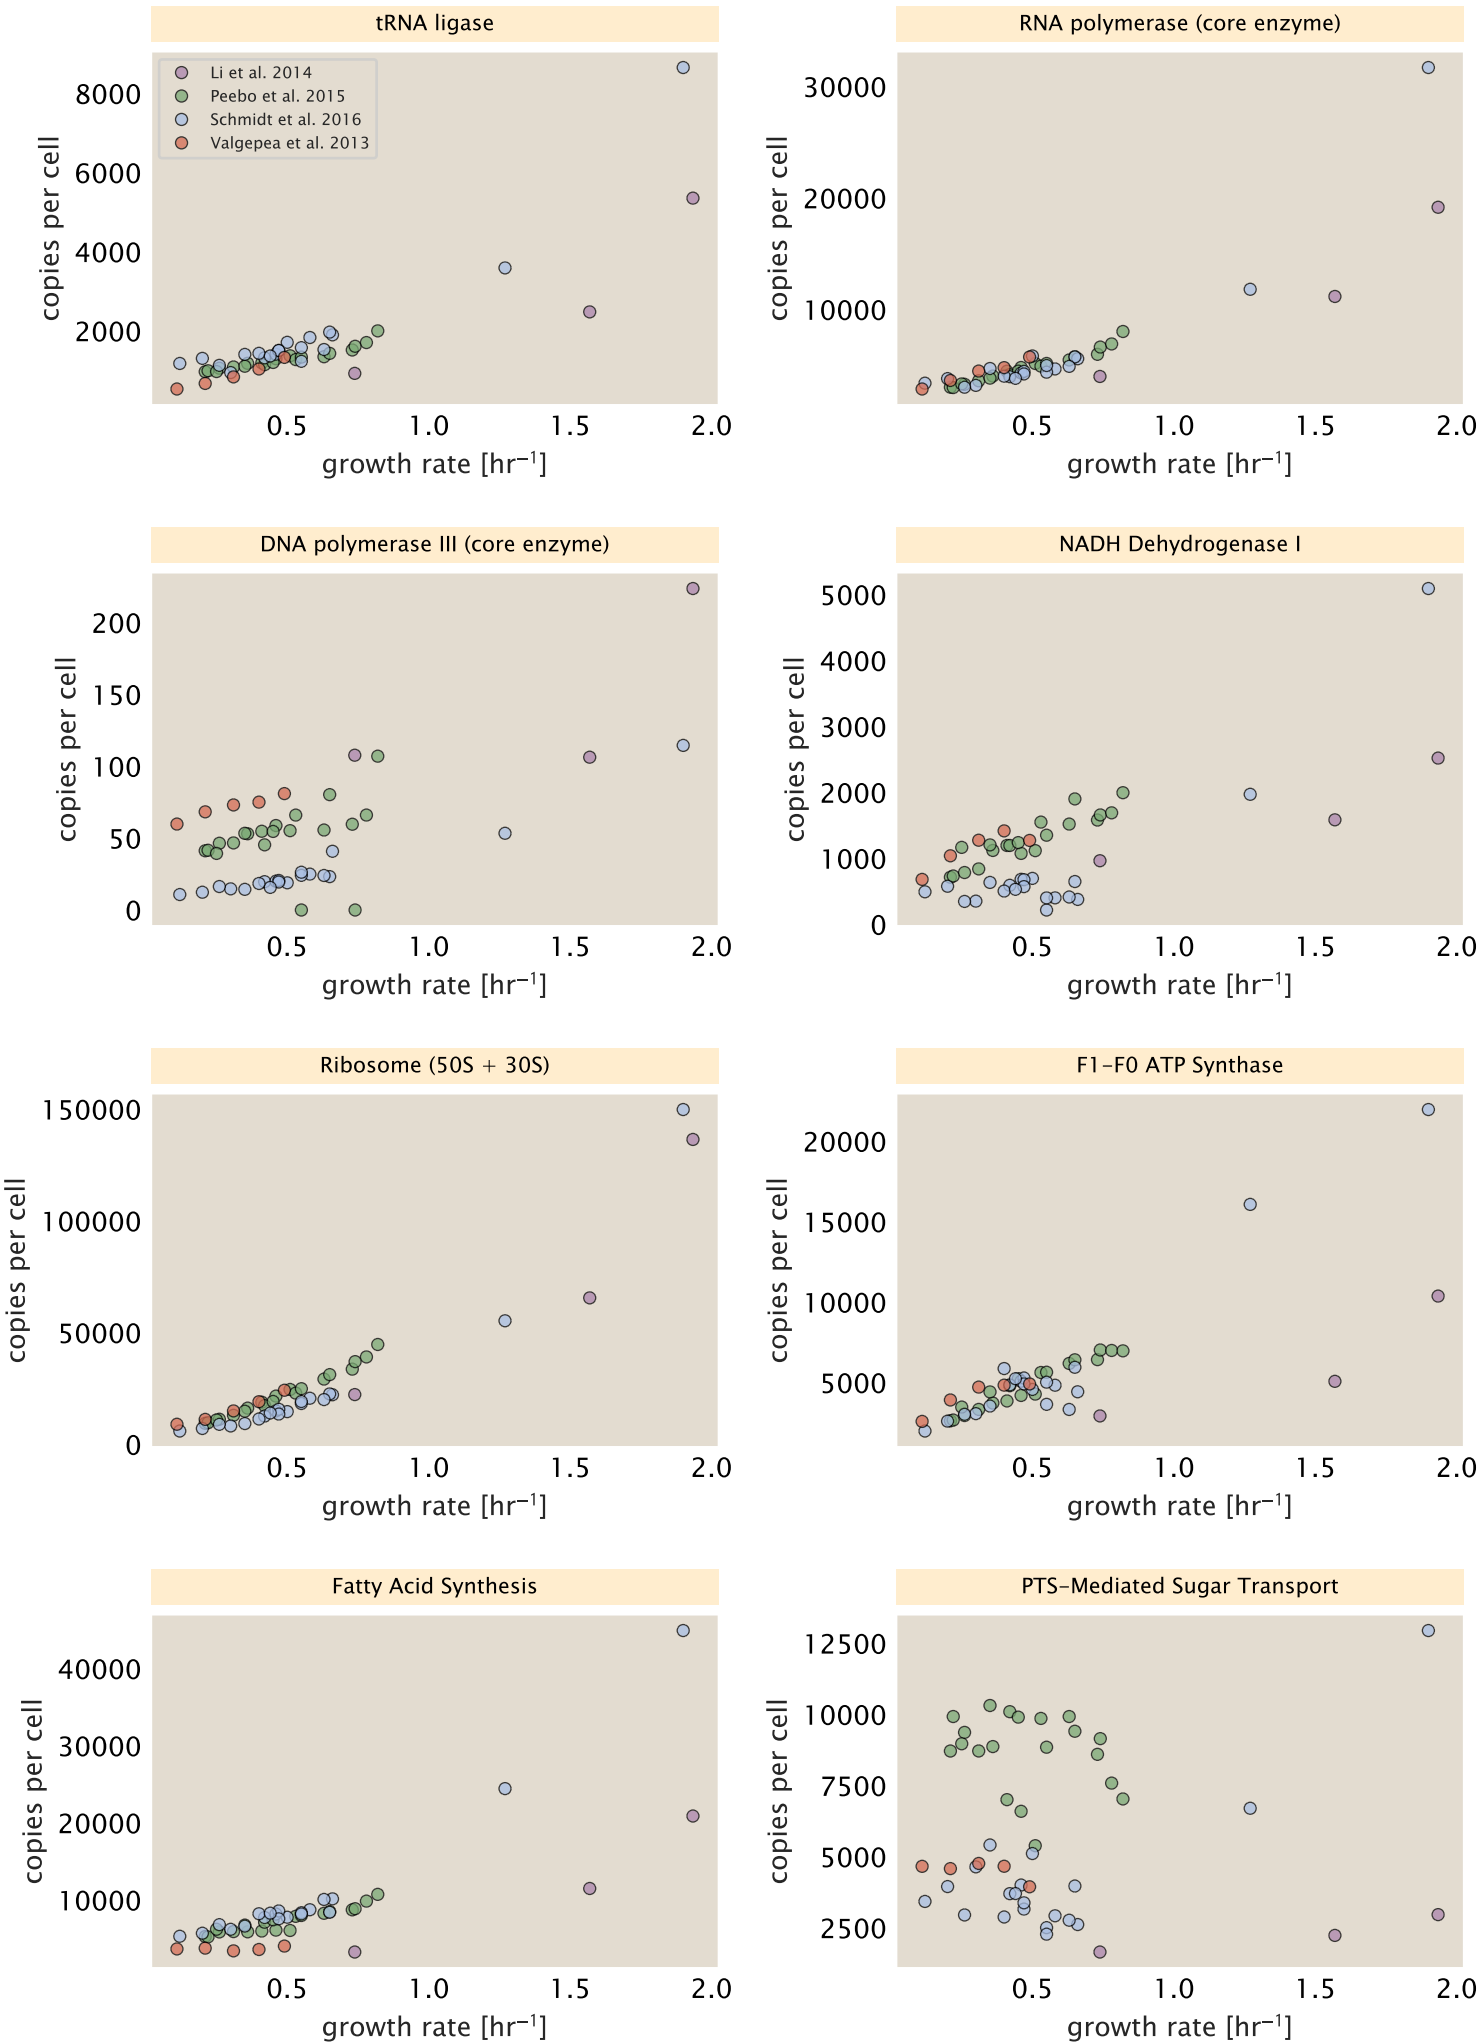 tRNA ligase
Li et al. 2014
Peebo et al. 2015
Schmidt et al. 2016
Valgepea et al. 2013
8000
6000
4000
2000
copies per cell
0.5 1.0 1.5 2.0
growth rate [hr⁻¹]
RNA polymerase (core enzyme)
30000
20000
10000
copies per cell
0.5 1.0 1.5 2.0
growth rate [hr⁻¹]
DNA polymerase III (core enzyme)
200
150
100
50
0
copies per cell
0.5 1.0 1.5 2.0
growth rate [hr⁻¹]
NADH Dehydrogenase I
5000
4000
3000
2000
1000
0
copies per cell
0.5 1.0 1.5 2.0
growth rate [hr⁻¹]
Ribosome (50S + 30S)
150000
100000
50000
0
copies per cell
0.5 1.0 1.5 2.0
growth rate [hr⁻¹]
F1–F0 ATP Synthase
20000
15000
10000
5000
copies per cell
0.5 1.0 1.5 2.0
growth rate [hr⁻¹]
Fatty Acid Synthesis
40000
30000
20000
10000
copies per cell
0.5 1.0 1.5 2.0
growth rate [hr⁻¹]
PTS–Mediated Sugar Transport
12500
10000
7500
5000
2500
copies per cell
0.5 1.0 1.5 2.0
growth rate [hr⁻¹]